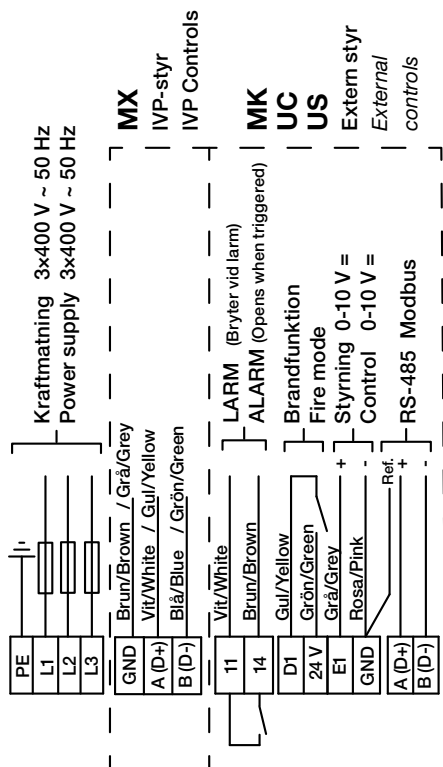 PE
L1
L2
L3
Kraftmatning 3x400 V ~ 50 Hz
Power supply 3x400 V ~ 50 Hz
GND
A (D+)
B (D-)
Brun/Brown / Grå/Grey
Vit/White / Gul/Yellow
Blå/Blue / Grön/Green
MX
IVP-styr
IVP Controls
11
14
Vit/White
Brun/Brown
LARM (Bryter vid larm)
ALARM (Opens when triggered)
MK
UC
US
Extern styr
External
controls
D1
24 V
Gul/Yellow
Grön/Green
Brandfunktion
Fire mode
E1
GND
Grå/Grey
Rosa/Pink
+
-
Styrning 0-10 V =
Control 0-10 V =
A (D+)
B (D-)
Ref.
+
-
RS-485 Modbus